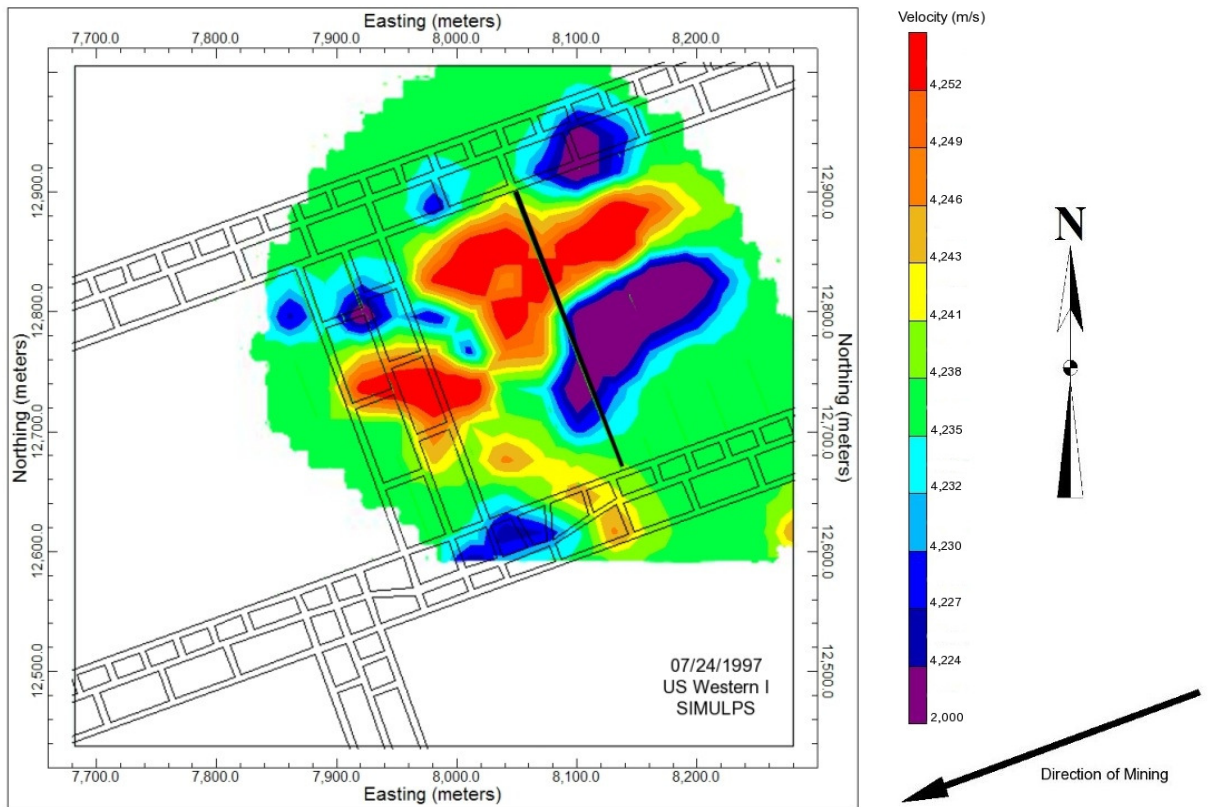 Easting (meters)
7,700.0 7,800.0 7,900.0 8,000.0 8,100.0 8,200.0
Northing (meters)
12,900.0
12,800.0
12,700.0
12,600.0
12,500.0
12,900.0
12,800.0
12,700.0
12,600.0
12,500.0
Northing (meters)
07/24/1997
US Western I
SIMULPS
7,700.0 7,800.0 7,900.0 8,000.0 8,100.0 8,200.0
Easting (meters)
Velocity (m/s)
4,252
4,249
4,246
4,243
4,241
4,238
4,235
4,232
4,230
4,227
4,224
2,000
N
Direction of Mining